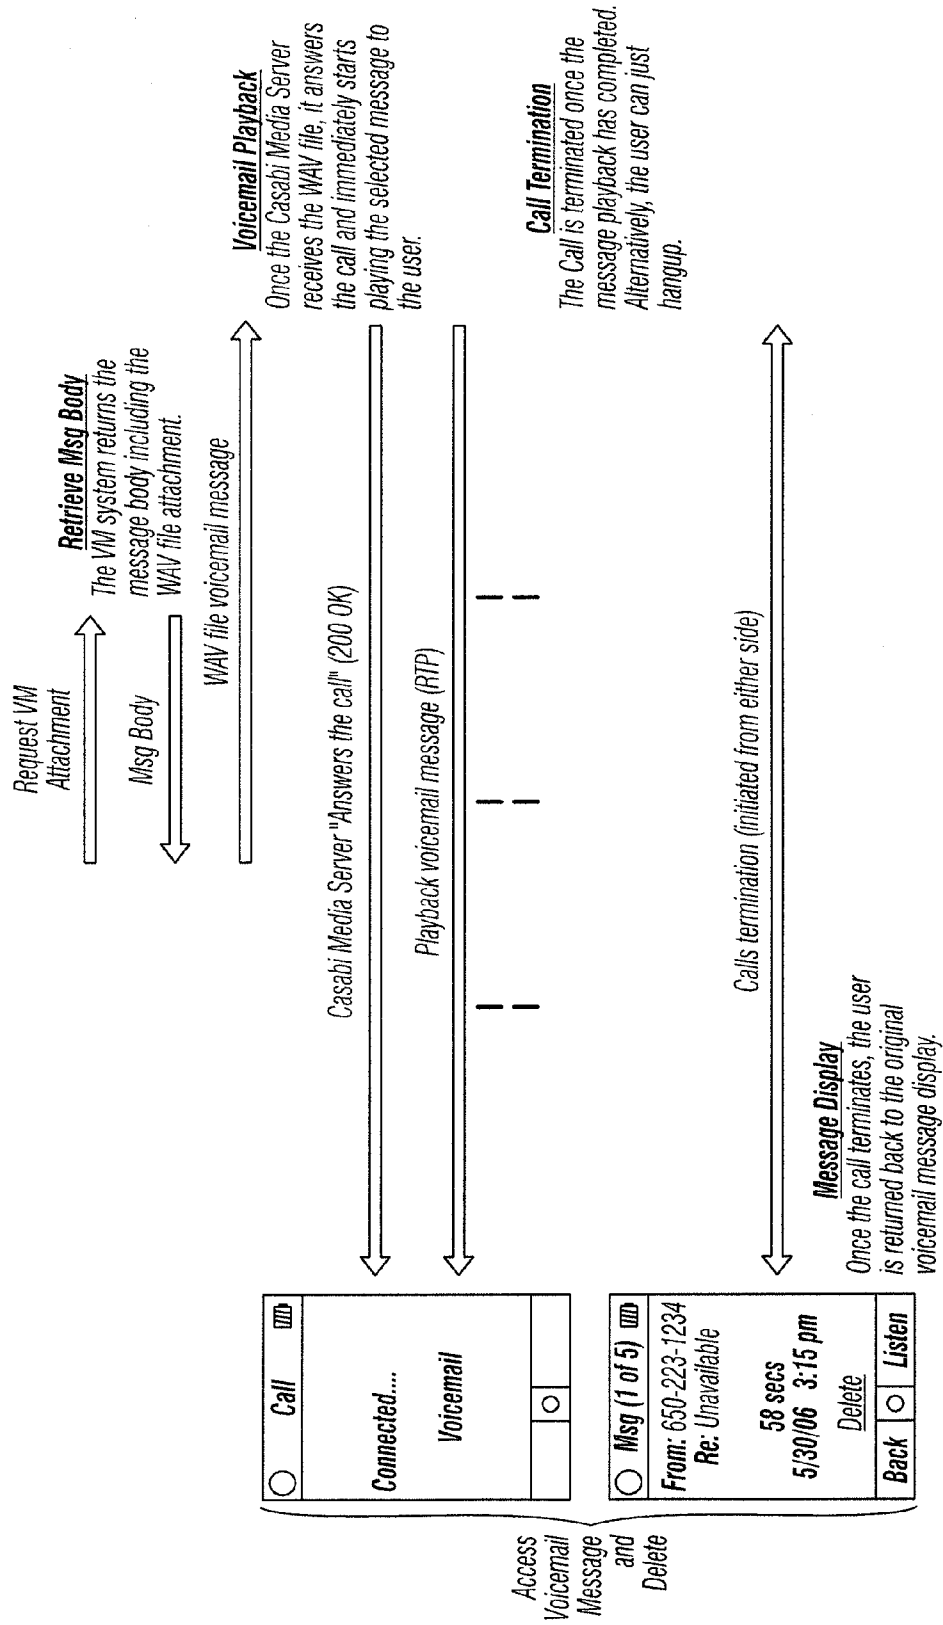 Request VM
Attachment
Retrieve Msg Body
The VM system returns the
message body including the
WAV file attachment.
Msg Body
WAV file voicemail message
Voicemail Playback
Once the Casabi Media Server
receives the WAV file, it answers
the call and immediately starts
playing the selected message to
the user.
Casabi Media Server "Answers the call" (200 OK)
Playback voicemail message (RTP)
Call
Connected....
Voicemail
Call Termination
The Call is terminated once the
message playback has completed.
Alternatively, the user can just
hangup.
Calls termination (initiated from either side)
Access
Voicemail
Message
and
Delete
Msg (1 of 5)
From: 650-223-1234
Re: Unavailable
58 secs
5/30/06 3:15 pm
Delete
Back
Listen
Message Display
Once the call terminates, the user
is returned back to the original
voicemail message display.